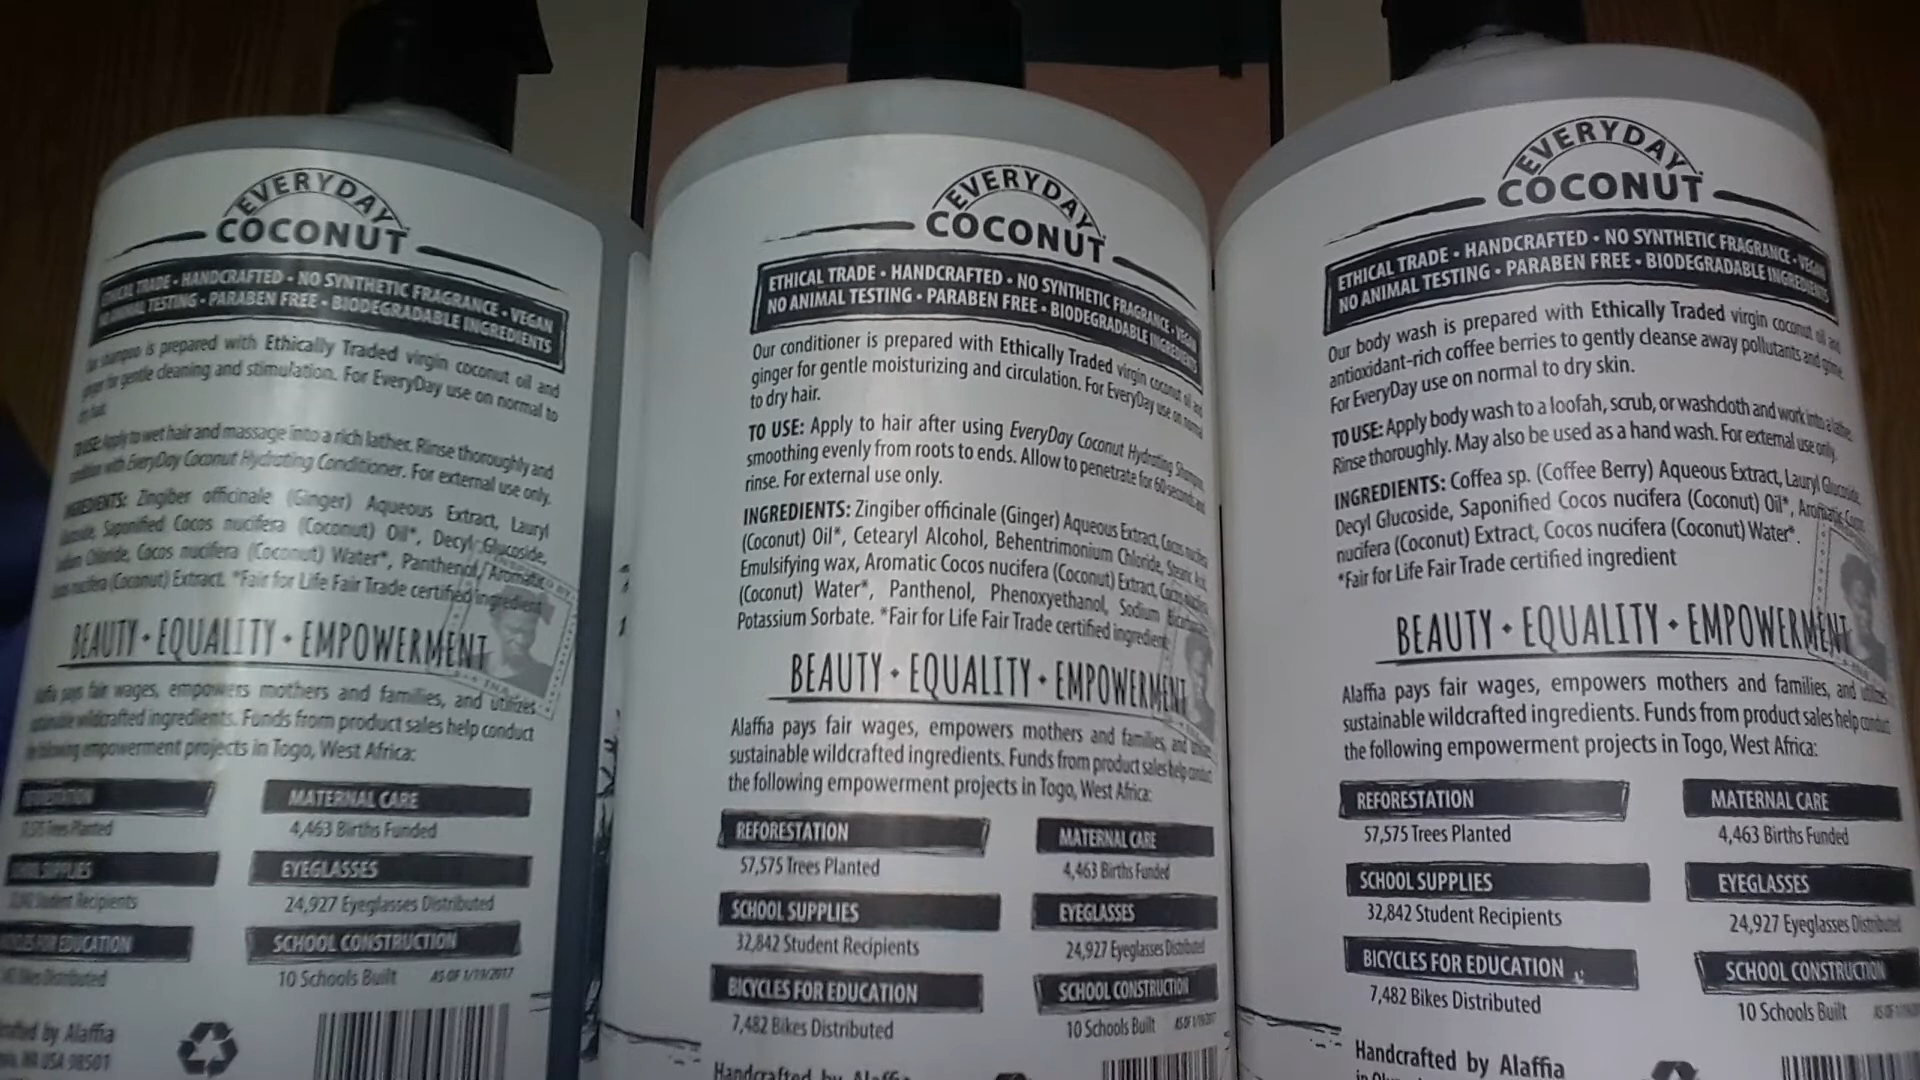 EVERYDAY
COCONUT
ETHICAL TRADE • HANDCRAFTED • NO SYNTHETIC FRAGRANCE • VEGAN
NO ANIMAL TESTING • PARABEN FREE • BIODEGRADABLE INGREDIENTS
shampoo is prepared with Ethically Traded virgin coconut oil and
ginger for gentle cleaning and stimulation. For EveryDay use on normal to
dry hair.
TO USE: Apply to wet hair and massage into a rich lather. Rinse thoroughly and
condition with EveryDay Coconut Hydrating Conditioner. For external use only.
INGREDIENTS: Zingiber officinale (Ginger) Aqueous Extract, Lauryl
Saponified Cocos nucifera (Coconut) Oil*, Decyl Glucoside,
Cocos nucifera (Coconut) Water*, Panthenol, Aromatic
nucifera (Coconut) Extract. *Fair for Life Fair Trade certified ingredient
BEAUTY • EQUALITY • EMPOWERMENT
pays fair wages, empowers mothers and families, and utilizes
wildcrafted ingredients. Funds from product sales help conduct
the following empowerment projects in Togo, West Africa:
REFORESTATION
Trees Planted
MATERNAL CARE
4,463 Births Funded
SUPPLIES
Student Recipients
EYEGLASSES
24,927 Eyeglasses Distributed
EDUCATION
Bikes Distributed
SCHOOL CONSTRUCTION
10 Schools Built AS OF 1/19/2017
by Alaffia
USA 98501
EVERYDAY
COCONUT
ETHICAL TRADE • HANDCRAFTED • NO SYNTHETIC FRAGRANCE • VEGAN
NO ANIMAL TESTING • PARABEN FREE • BIODEGRADABLE INGREDIENTS
Our conditioner is prepared with Ethically Traded virgin coconut oil and
ginger for gentle moisturizing and circulation. For EveryDay use on normal
to dry hair.
TO USE: Apply to hair after using EveryDay Coconut Hydrating Shampoo,
smoothing evenly from roots to ends. Allow to penetrate for 60 seconds and
rinse. For external use only.
INGREDIENTS: Zingiber officinale (Ginger) Aqueous Extract, Cocos nucifera
(Coconut) Oil*, Cetearyl Alcohol, Behentrimonium Chloride, Stearic Acid,
Emulsifying wax, Aromatic Cocos nucifera (Coconut) Extract, Cocos nucifera
(Coconut) Water*, Panthenol, Phenoxyethanol, Sodium Bicarbonate,
Potassium Sorbate. *Fair for Life Fair Trade certified ingredient
BEAUTY • EQUALITY • EMPOWERMENT
Alaffia pays fair wages, empowers mothers and families, and utilizes
sustainable wildcrafted ingredients. Funds from product sales help conduct
the following empowerment projects in Togo, West Africa:
REFORESTATION
57,575 Trees Planted
MATERNAL CARE
4,463 Births Funded
SCHOOL SUPPLIES
32,842 Student Recipients
EYEGLASSES
24,927 Eyeglasses Distributed
BICYCLES FOR EDUCATION
7,482 Bikes Distributed
SCHOOL CONSTRUCTION
10 Schools Built AS OF 1/19/2017
Handcrafted by Alaffia
EVERYDAY
COCONUT
ETHICAL TRADE • HANDCRAFTED • NO SYNTHETIC FRAGRANCE • VEGAN
NO ANIMAL TESTING • PARABEN FREE • BIODEGRADABLE INGREDIENTS
Our body wash is prepared with Ethically Traded virgin coconut oil and
antioxidant-rich coffee berries to gently cleanse away pollutants and grime.
For EveryDay use on normal to dry skin.
TO USE: Apply body wash to a loofah, scrub, or washcloth and work into a lather.
Rinse thoroughly. May also be used as a hand wash. For external use only.
INGREDIENTS: Coffea sp. (Coffee Berry) Aqueous Extract, Lauryl Glucoside,
Decyl Glucoside, Saponified Cocos nucifera (Coconut) Oil*, Aromatic Cocos
nucifera (Coconut) Extract, Cocos nucifera (Coconut) Water*.
*Fair for Life Fair Trade certified ingredient
BEAUTY • EQUALITY • EMPOWERMENT
Alaffia pays fair wages, empowers mothers and families, and utilizes
sustainable wildcrafted ingredients. Funds from product sales help conduct
the following empowerment projects in Togo, West Africa:
REFORESTATION
57,575 Trees Planted
MATERNAL CARE
4,463 Births Funded
SCHOOL SUPPLIES
32,842 Student Recipients
EYEGLASSES
24,927 Eyeglasses Distributed
BICYCLES FOR EDUCATION
7,482 Bikes Distributed
SCHOOL CONSTRUCTION
10 Schools Built
Handcrafted by Alaffia